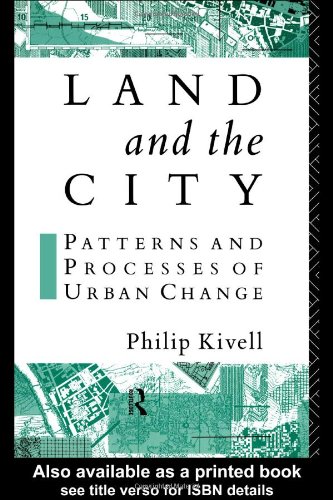 LAND
and the
CITY
PATTERNS AND
PROCESSES OF
URBAN CHANGE
Philip Kivell
Also available as a printed book
see title verso for ISBN details